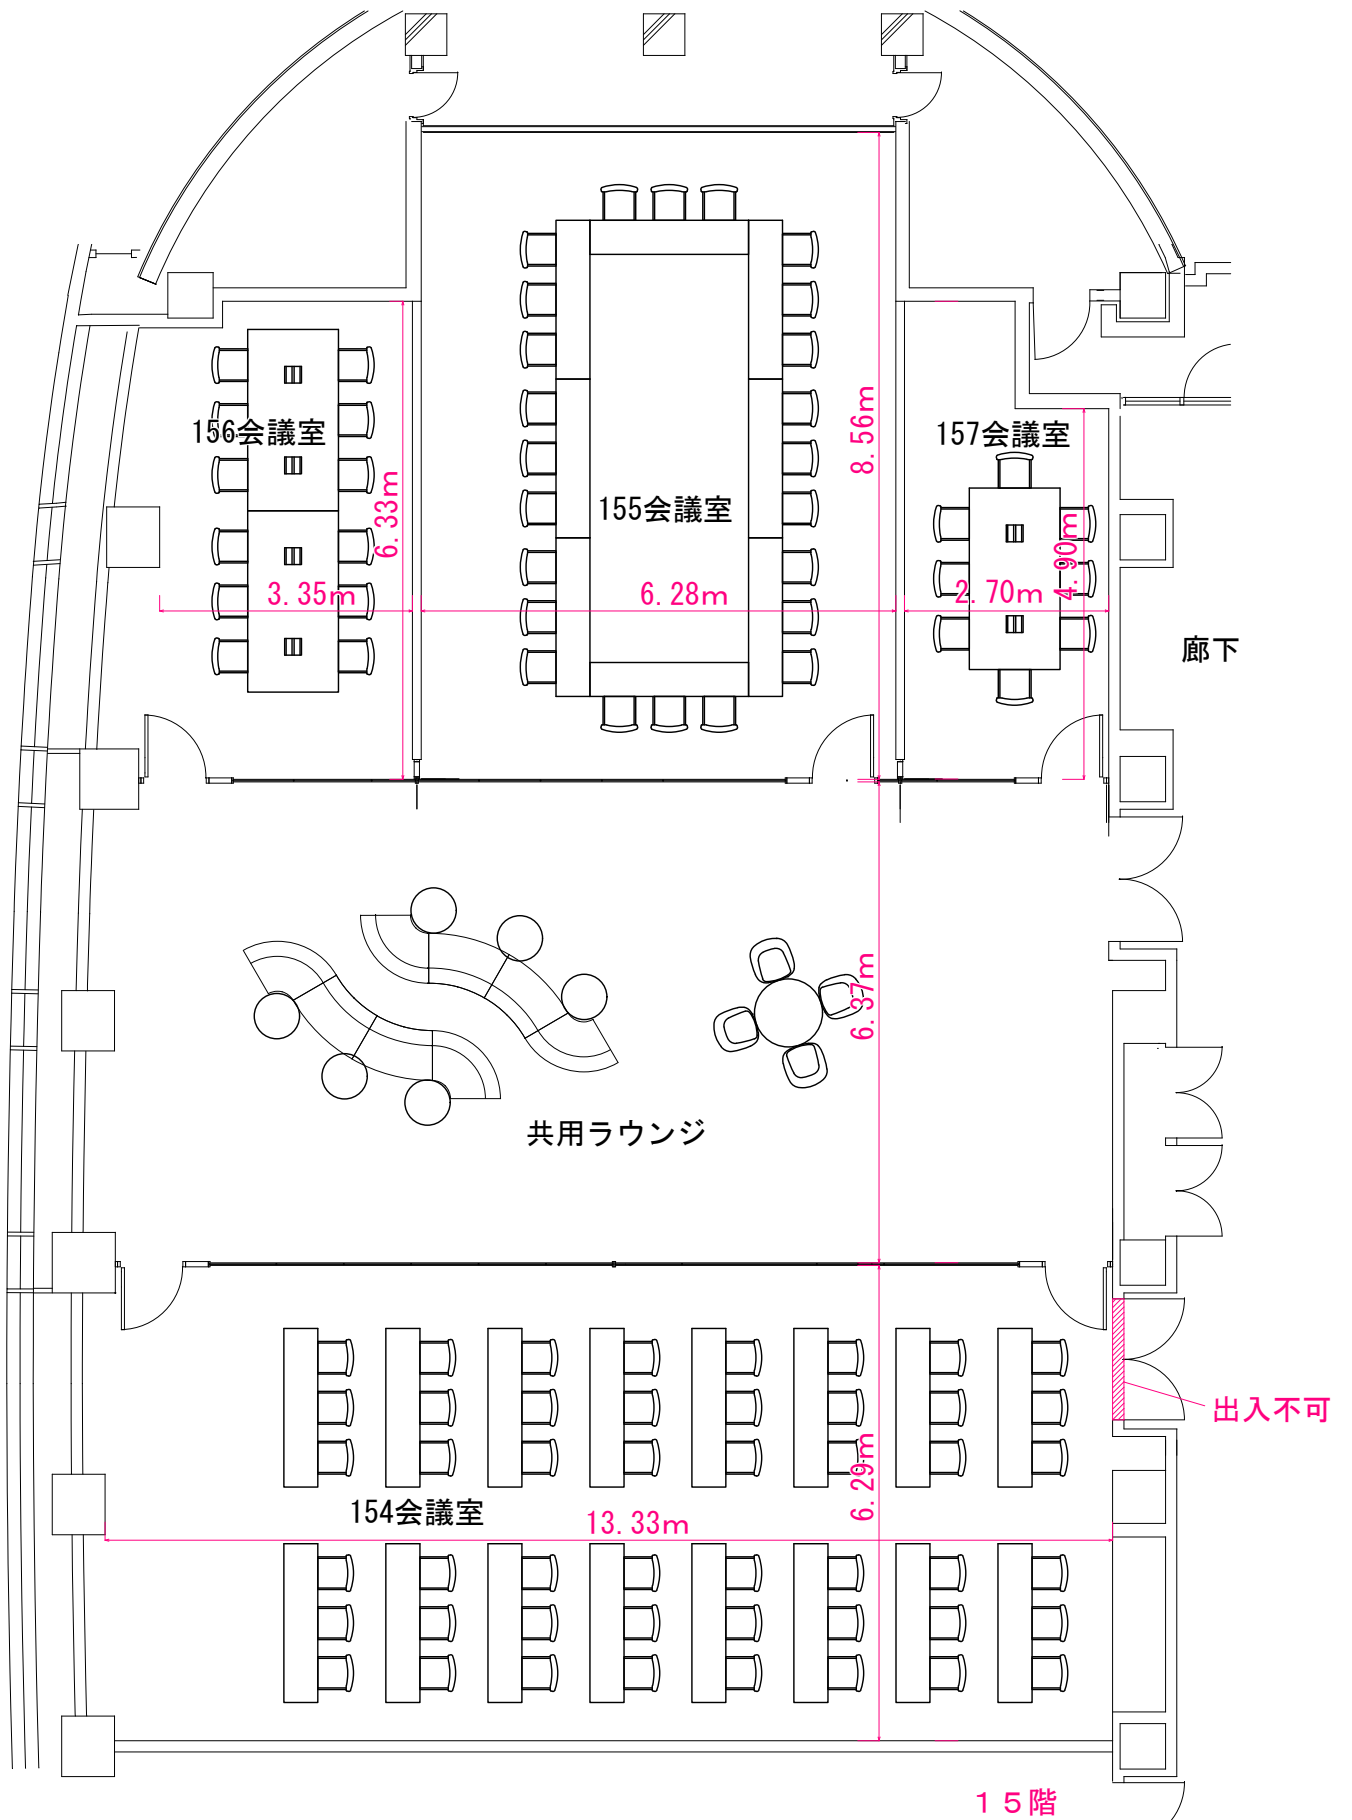 156会議室
157会議室
8.56m
6.33m
155会議室
4.90m
3.35m
6.28m
2.70m
廊下
6.37m
共用ラウンジ
出入不可
6.29m
154会議室
13.33m
１５階